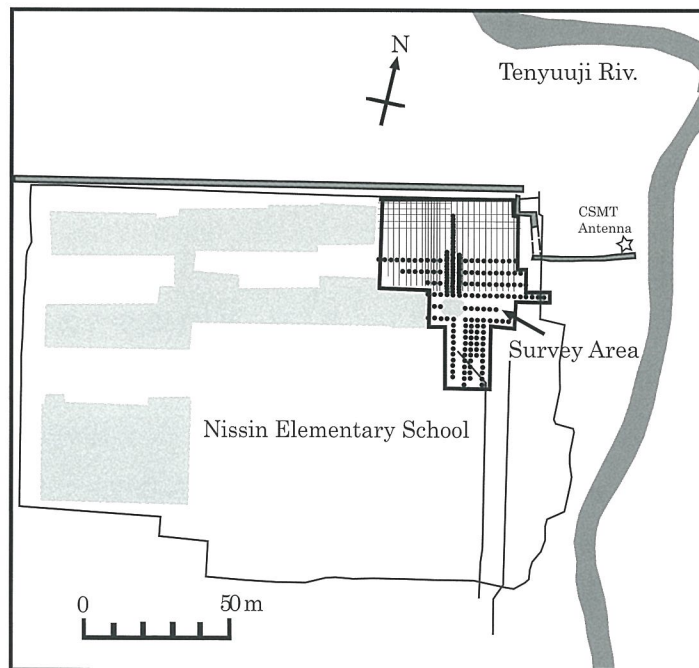 N
Tenyuuji Riv.
CSMT
Antenna
Survey Area
Nissin Elementary School
0 50 m